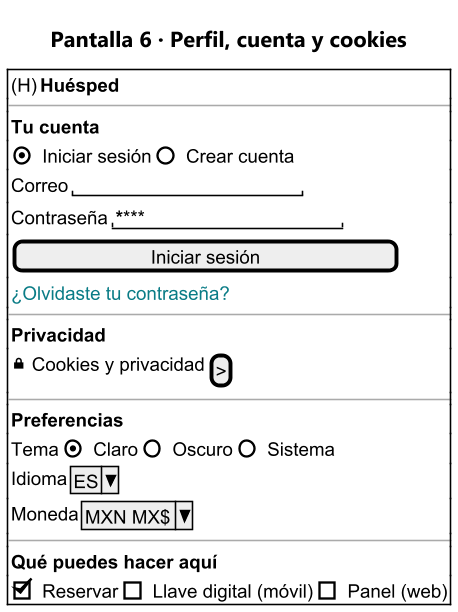 Pantalla 6 · Perfil, cuenta y cookies
(H) Huésped
Tu cuenta
Iniciar sesión Crear cuenta
Correo
Contraseña ****
Iniciar sesión
¿Olvidaste tu contraseña?
Privacidad
Cookies y privacidad >
Preferencias
Tema Claro Oscuro Sistema
Idioma ES
Moneda MXN MX$
Qué puedes hacer aquí
Reservar Llave digital (móvil) Panel (web)